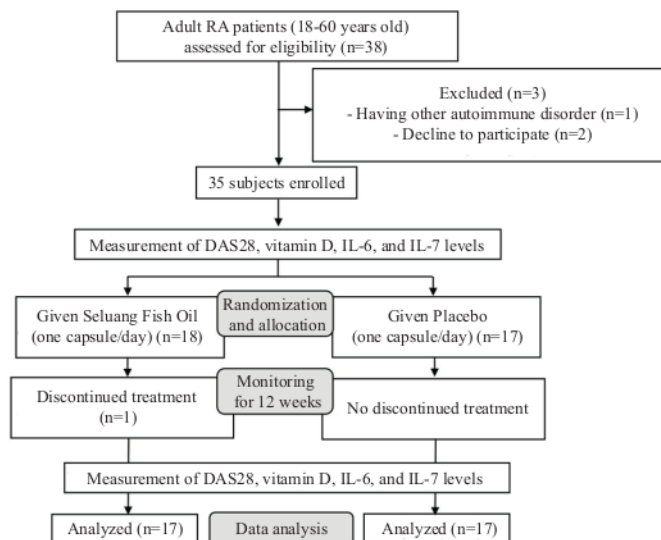 Adult RA patients (18-60 years old)
assessed for eligibility (n=38)
Excluded (n=3)
- Having other autoimmune disorder (n=1)
- Decline to participate (n=2)
35 subjects enrolled
Measurement of DAS28, vitamin D, IL-6, and IL-7 levels
Given Seluang Fish Oil
(one capsule/day) (n=18)
Randomization
and allocation
Given Placebo
(one capsule/day) (n=17)
Discontinued treatment
(n=1)
Monitoring
for 12 weeks
No discontinued treatment
Measurement of DAS28, vitamin D, IL-6, and IL-7 levels
Analyzed (n=17)
Data analysis
Analyzed (n=17)